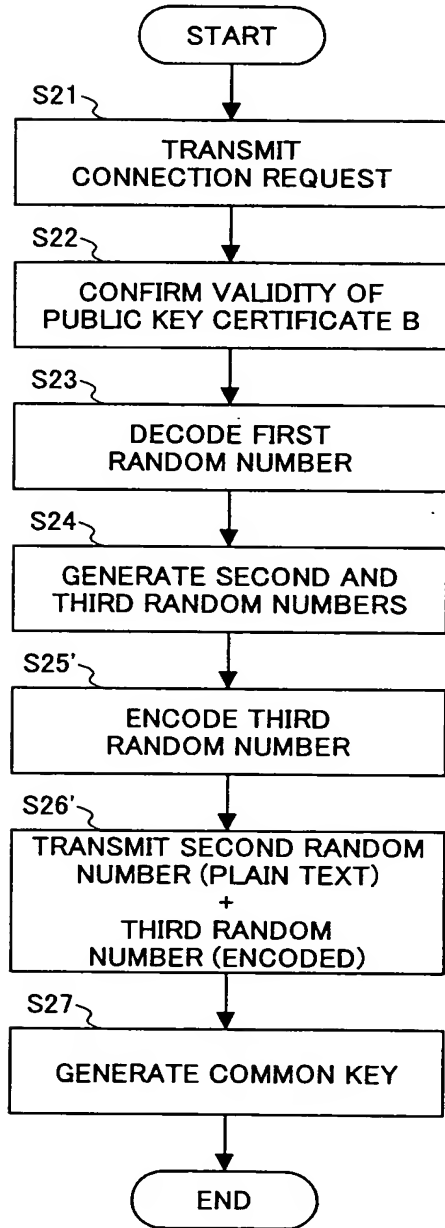 START
S21
TRANSMIT
CONNECTION REQUEST
S22
CONFIRM VALIDITY OF
PUBLIC KEY CERTIFICATE B
S23
DECODE FIRST
RANDOM NUMBER
S24
GENERATE SECOND AND
THIRD RANDOM NUMBERS
S25'
ENCODE THIRD
RANDOM NUMBER
S26'
TRANSMIT SECOND RANDOM
NUMBER (PLAIN TEXT)
+
THIRD RANDOM
NUMBER (ENCODED)
S27
GENERATE COMMON KEY
END